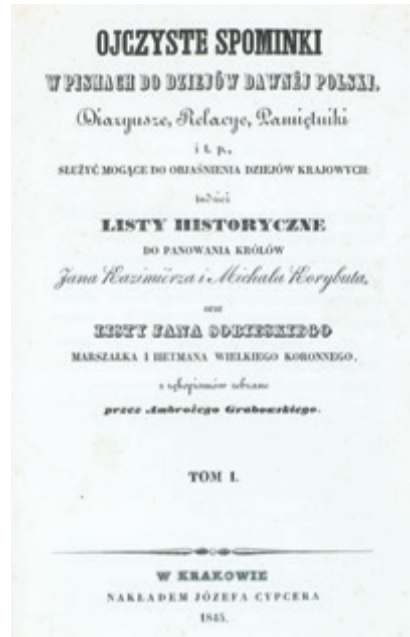 OJCZYSTE SPOMINKI
W PISMACH DO DZIEJÓW DAWNÉJ POLSKI.
Diaryusze, Relacye, Pamiętniki
i t. p.,
SŁUŻYĆ MOGĄCE DO OBJAŚNIENIA DZIEJÓW KRAJOWYCH:
tudzież
LISTY HISTORYCZNE
DO PANOWANIA KRÓLÓW
Jana Kazimiérza i Michała Korybuta,
oraz
LISTY JANA SOBIESKIEGO
MARSZAŁKA I HETMANA WIELKIEGO KORONNEGO,
z rękopismów zebrane
przez Ambrożego Grabowskiego.
TOM I.
W KRAKOWIE
NAKŁADEM JÓZEFA CYPCERA
1845.